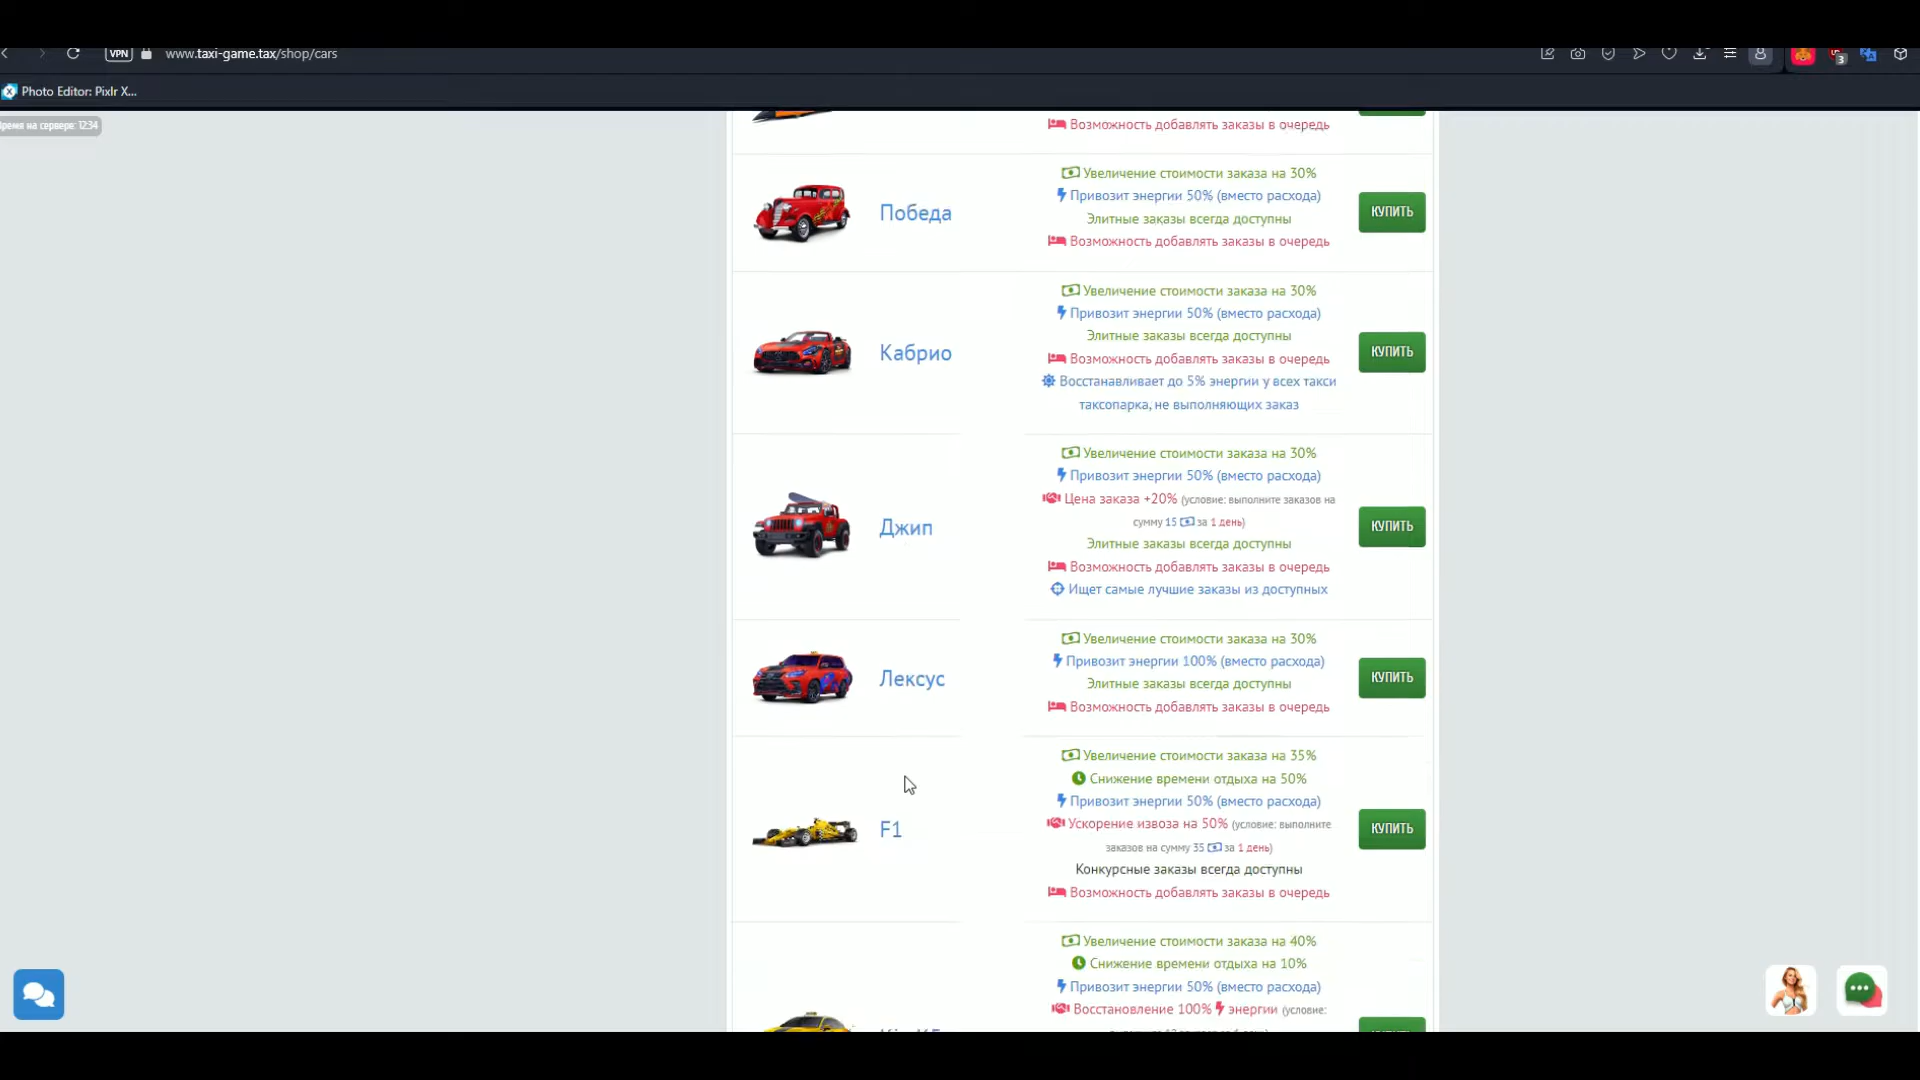 VPN www.taxi-game.tax/shop/cars
3
Photo Editor: Pixlr X...
Время на сервере: 12:34
Возможность добавлять заказы в очередь
Победа
Увеличение стоимости заказа на 30%
Привозит энергии 50% (вместо расхода)
Элитные заказы всегда доступны
Возможность добавлять заказы в очередь
КУПИТЬ
Кабрио
Увеличение стоимости заказа на 30%
Привозит энергии 50% (вместо расхода)
Элитные заказы всегда доступны
Возможность добавлять заказы в очередь
Восстанавливает до 5% энергии у всех такси
таксопарка, не выполняющих заказ
КУПИТЬ
Джип
Увеличение стоимости заказа на 30%
Привозит энергии 50% (вместо расхода)
Цена заказа +20% (условие: выполните заказов на
сумму 15 за 1 день)
Элитные заказы всегда доступны
Возможность добавлять заказы в очередь
Ищет самые лучшие заказы из доступных
КУПИТЬ
Лексус
Увеличение стоимости заказа на 30%
Привозит энергии 100% (вместо расхода)
Элитные заказы всегда доступны
Возможность добавлять заказы в очередь
КУПИТЬ
F1
Увеличение стоимости заказа на 35%
Снижение времени отдыха на 50%
Привозит энергии 50% (вместо расхода)
Ускорение извоза на 50% (условие: выполните
заказов на сумму 35 за 1 день)
Конкурсные заказы всегда доступны
Возможность добавлять заказы в очередь
КУПИТЬ
Увеличение стоимости заказа на 40%
Снижение времени отдыха на 10%
Привозит энергии 50% (вместо расхода)
Восстановление 100% энергии (условие: